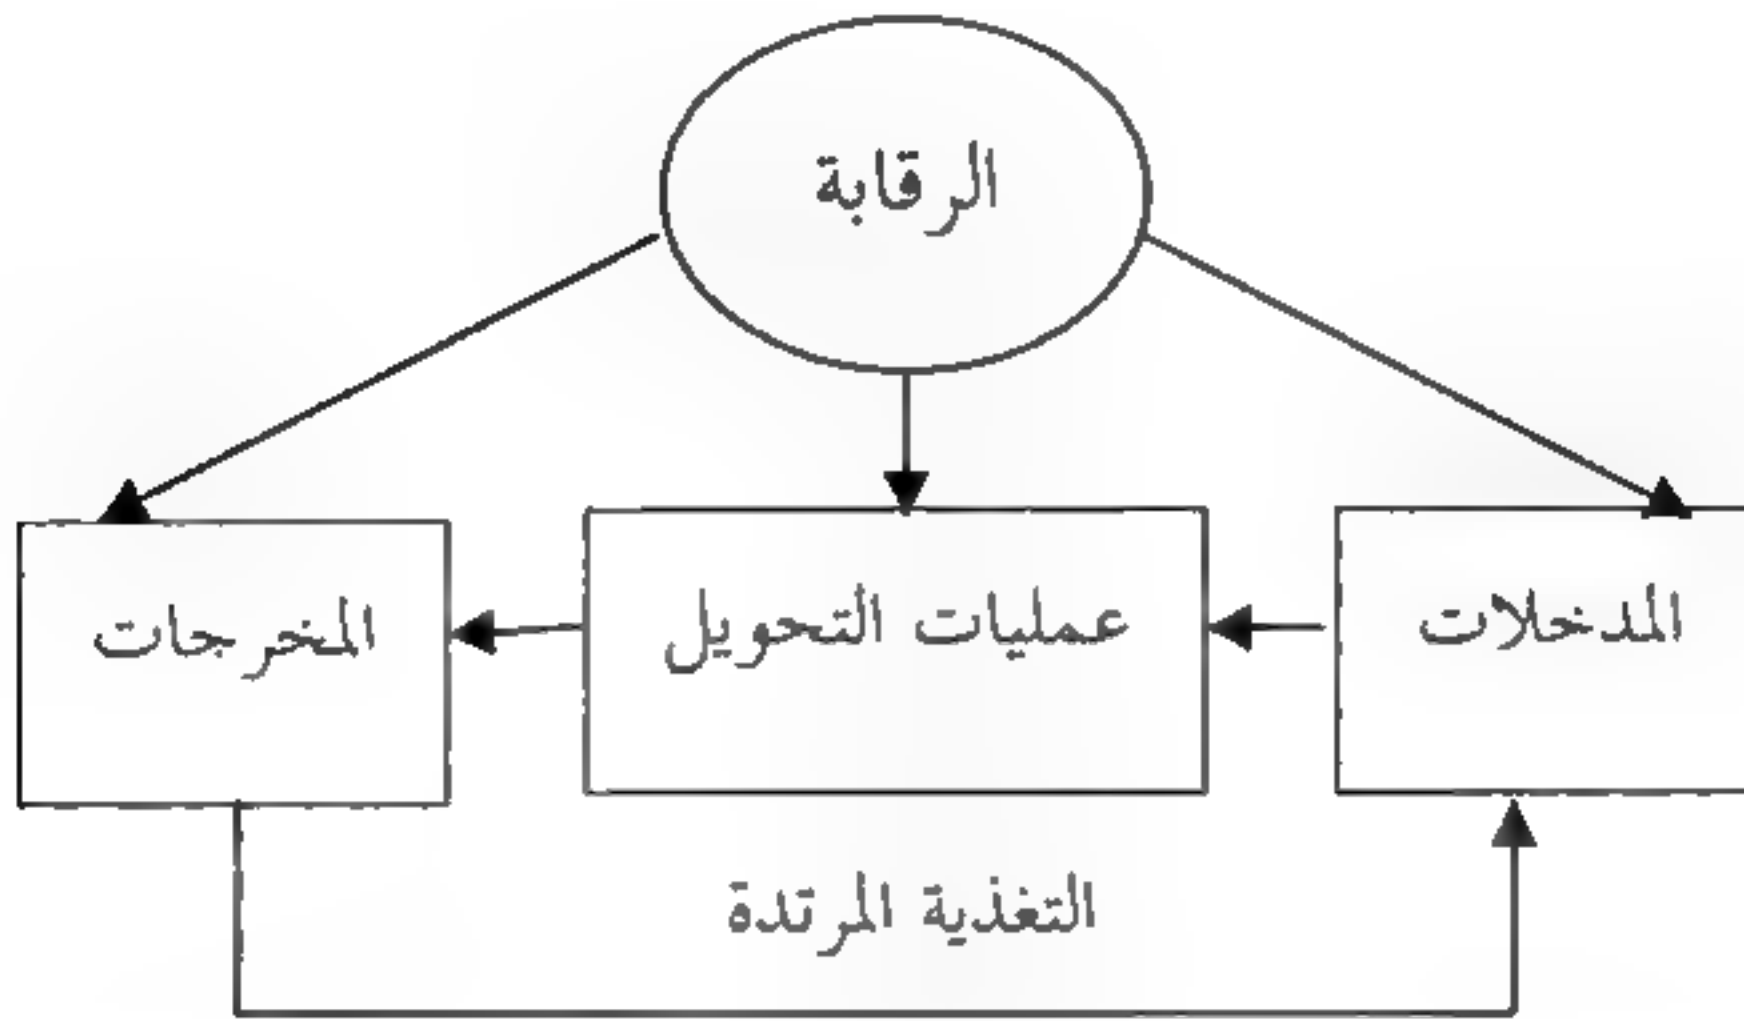 الرقابة
المدخلات
عمليات التحويل
المخرجات
التغذية المرتدة